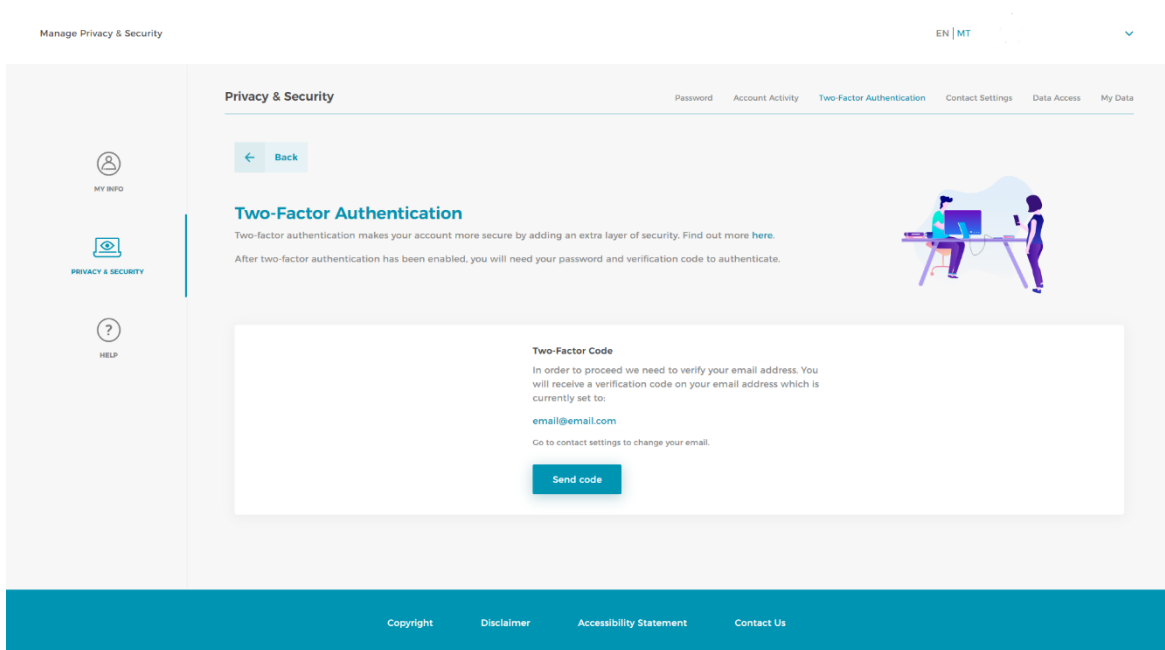 Manage Privacy & Security
EN | MT
Privacy & Security
Password Account Activity Two-Factor Authentication Contact Settings Data Access My Data
MY INFO
PRIVACY & SECURITY
HELP
← Back
Two-Factor Authentication
Two-factor authentication makes your account more secure by adding an extra layer of security. Find out more here.
After two-factor authentication has been enabled, you will need your password and verification code to authenticate.
Two-Factor Code
In order to proceed we need to verify your email address. You
will receive a verification code on your email address which is
currently set to:
email@email.com
Go to contact settings to change your email.
Send code
Copyright Disclaimer Accessibility Statement Contact Us